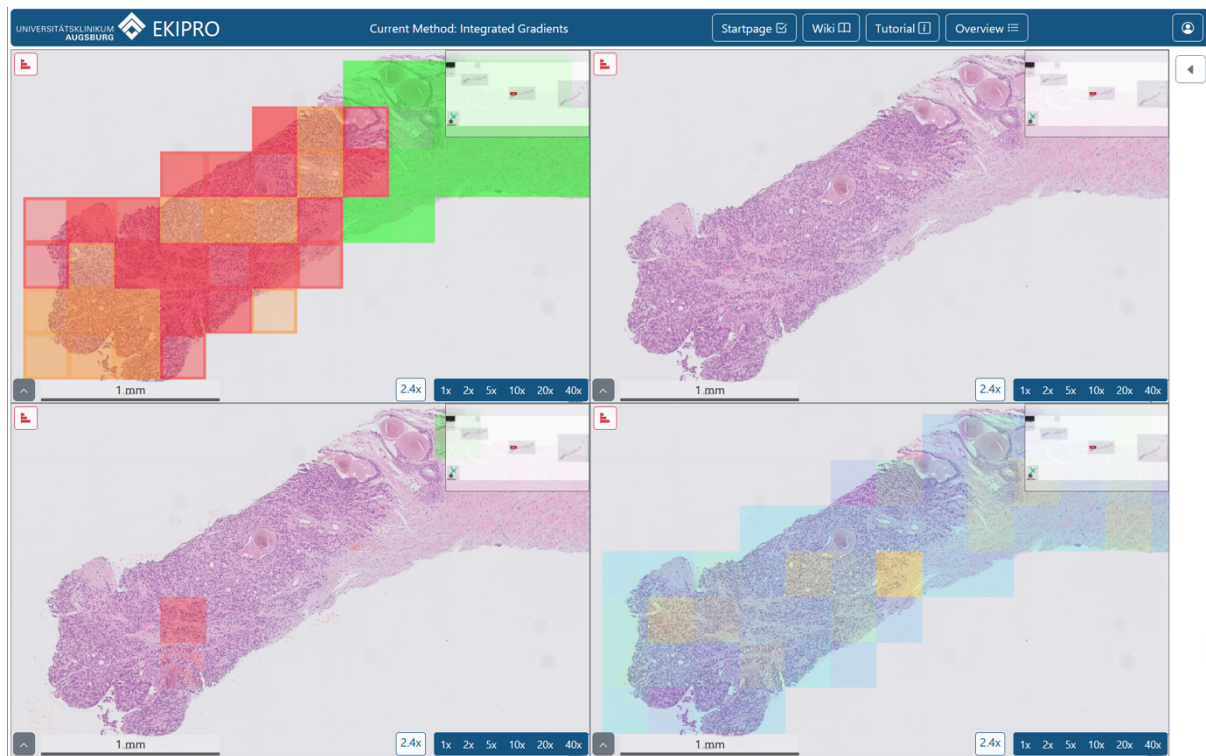 UNIVERSITÄTSKLINIKUM
AUGSBURG
EKIPRO
Current Method: Integrated Gradients
Startpage
Wiki
Tutorial
Overview
1 mm
2.4x
1x 2x 5x 10x 20x 40x
1 mm
2.4x
1x 2x 5x 10x 20x 40x
1 mm
2.4x
1x 2x 5x 10x 20x 40x
1 mm
2.4x
1x 2x 5x 10x 20x 40x